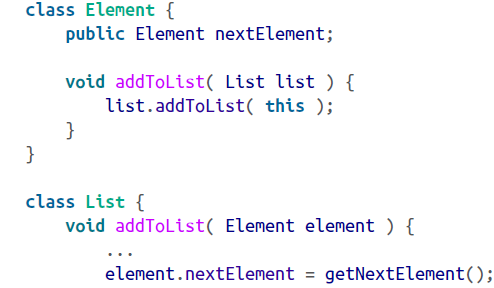 class Element {
    public Element nextElement;

    void addToList( List list ) {
        list.addToList( this );
    }
}

class List {
    void addToList( Element element ) {
        ...
        element.nextElement = getNextElement();